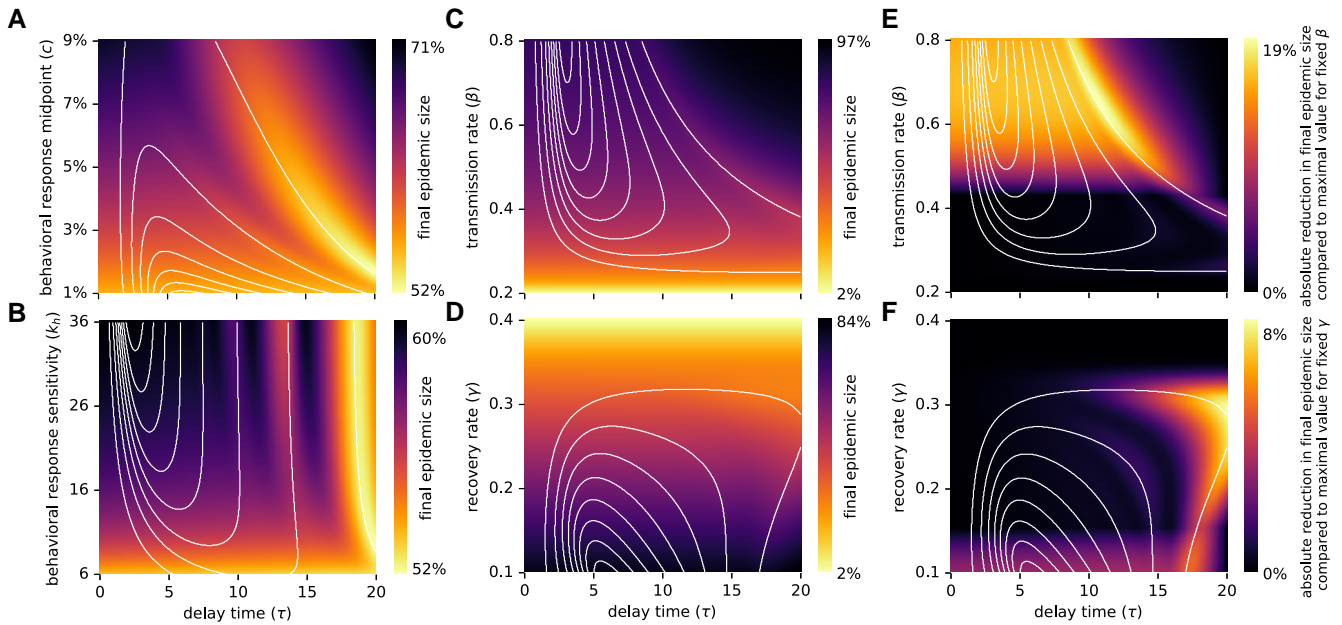 A
behavioral response midpoint (c)
9%
7%
5%
3%
1%
0
5
10
15
20
71%
52%
final epidemic size
B
behavioral response sensitivity (kₕ)
36
26
16
6
0
5
10
15
20
delay time (τ)
60%
52%
final epidemic size
C
transmission rate (β)
0.8
0.6
0.4
0.2
97%
2%
final epidemic size
D
recovery rate (γ)
0.4
0.3
0.2
0.1
0
5
10
15
20
delay time (τ)
84%
2%
final epidemic size
E
transmission rate (β)
0.8
0.6
0.4
0.2
19%
0%
absolute reduction in final epidemic size
compared to maximal value for fixed β
F
recovery rate (γ)
0.4
0.3
0.2
0.1
0
5
10
15
20
delay time (τ)
8%
0%
absolute reduction in final epidemic size
compared to maximal value for fixed γ